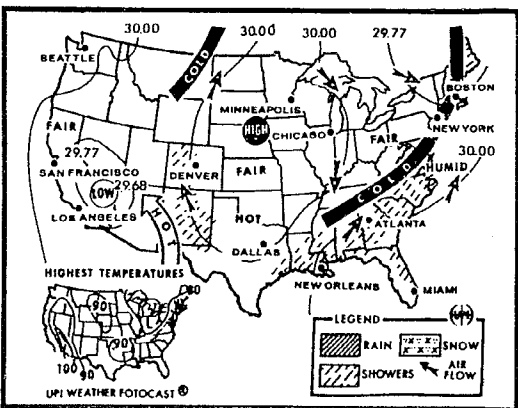 30.00 30.00 30.00 29.77
COLD
SEATTLE
BOSTON
MINNEAPOLIS
HIGH
CHICAGO
NEW YORK
FAIR
FAIR
30.00
29.77
HUMID
SAN FRANCISCO
DENVER
FAIR
COLD
LOW
29.68
LOS ANGELES
HOT
HOT
ATLANTA
DALLAS
HIGHEST TEMPERATURES
NEW ORLEANS
MIAMI
80
90
90
100
90
LEGEND
UPI
RAIN
SNOW
SHOWERS
AIR FLOW
UPI WEATHER FOTOCAST ®